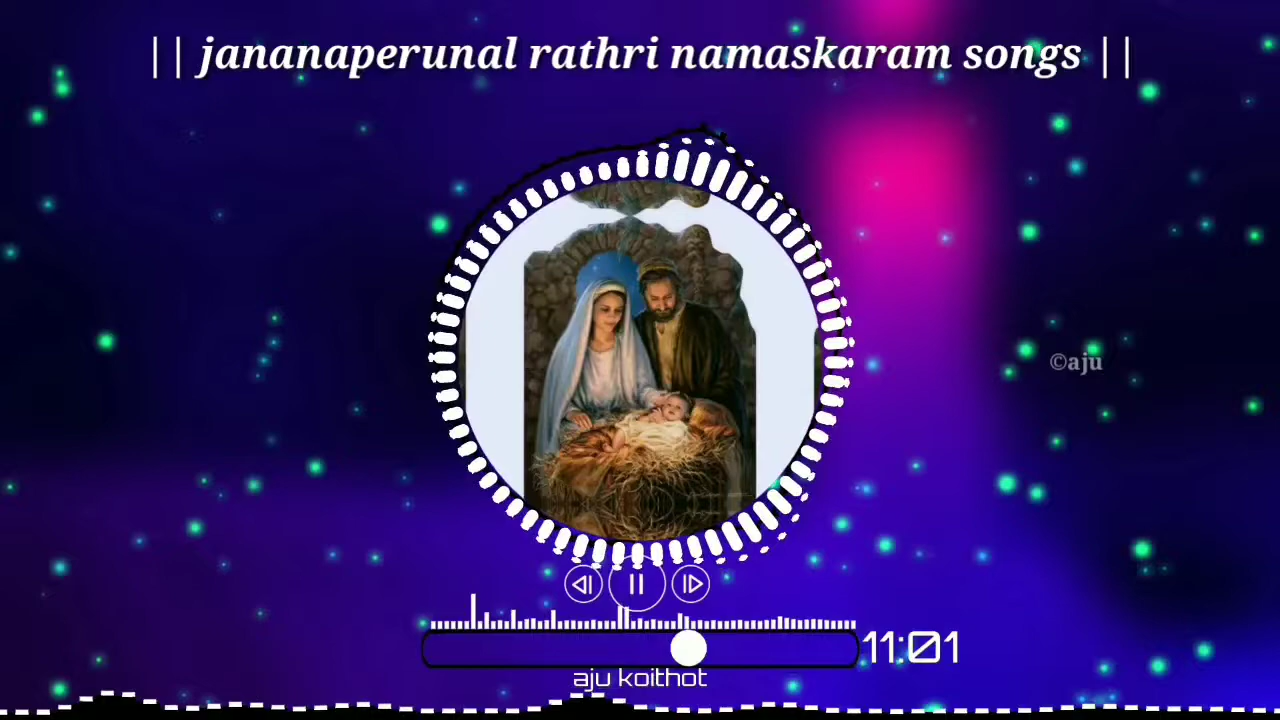 || jananaperunal rathri namaskaram songs ||
©aju
11:01
aju koithot